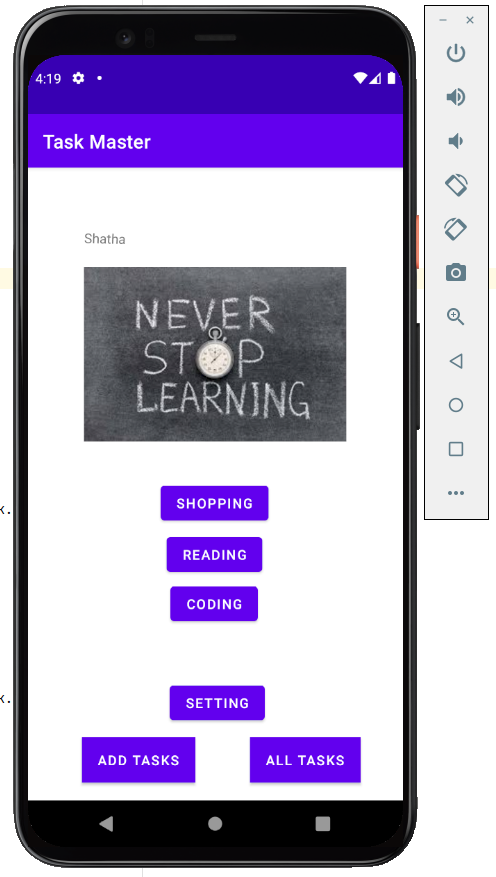 4:19
Task Master
Shatha
NEVER
STOP
LEARNING
SHOPPING
READING
CODING
SETTING
ADD TASKS
ALL TASKS
k.
k.